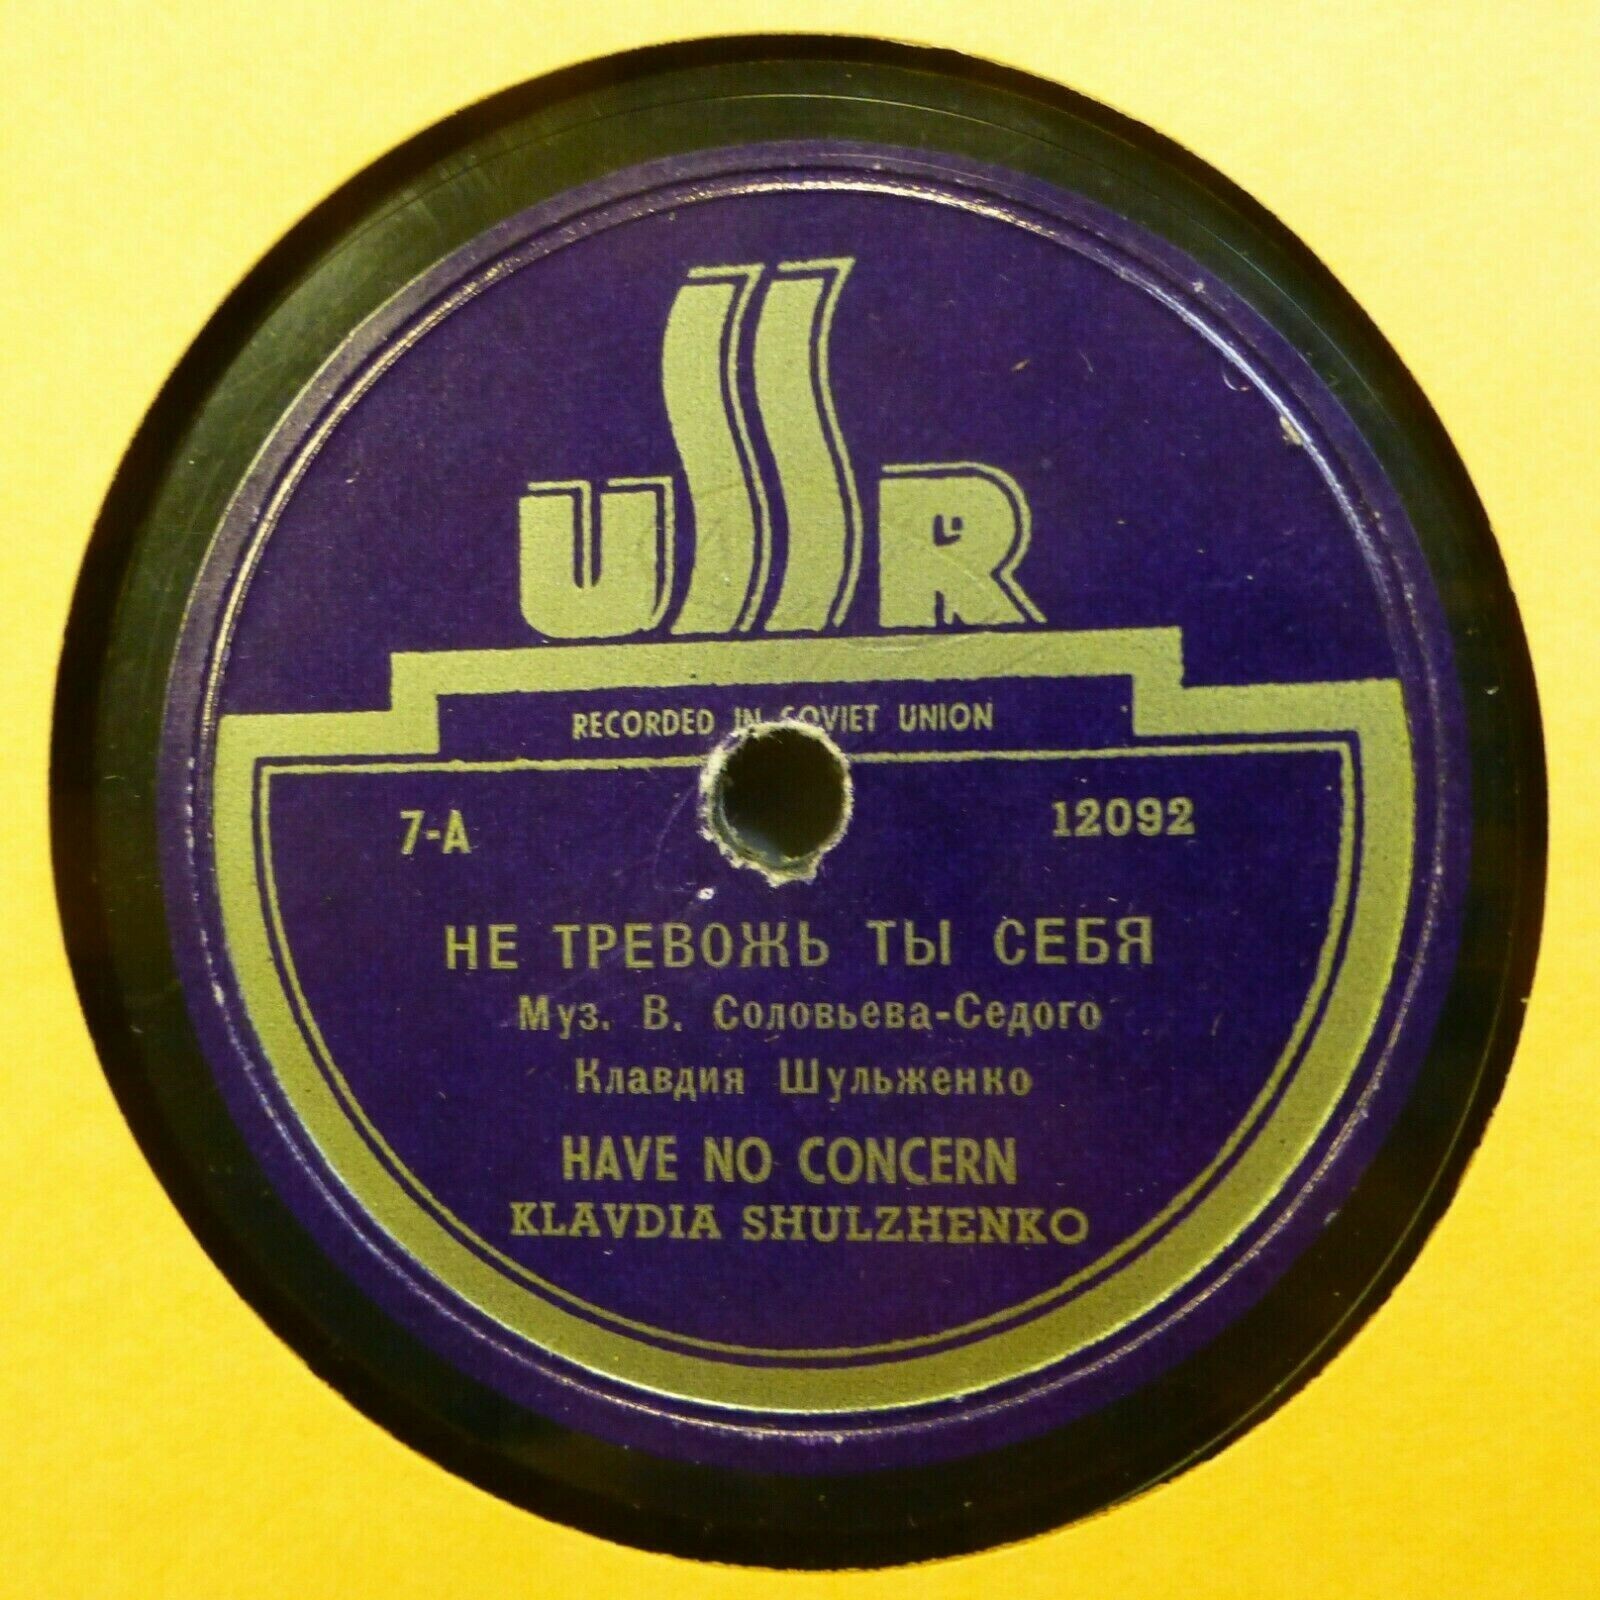 USSR
RECORDED IN SOVIET UNION
7-A 12092
НЕ ТРЕВОЖЬ ТЫ СЕБЯ
Муз. В. Соловьева-Седого
Клавдия Шульженко
HAVE NO CONCERN
KLAVDIA SHULZHENKO